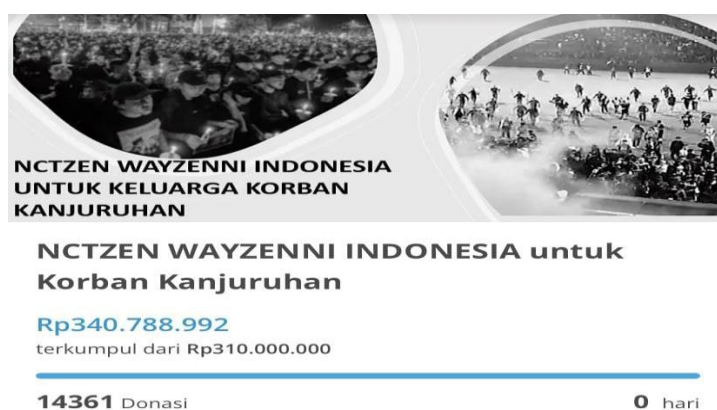 NCTZEN WAYZENNI INDONESIA
UNTUK KELUARGA KORBAN
KANJURUHAN
NCTZEN WAYZENNI INDONESIA untuk
Korban Kanjuruhan
Rp340.788.992
terkumpul dari Rp310.000.000
14361 Donasi 0 hari